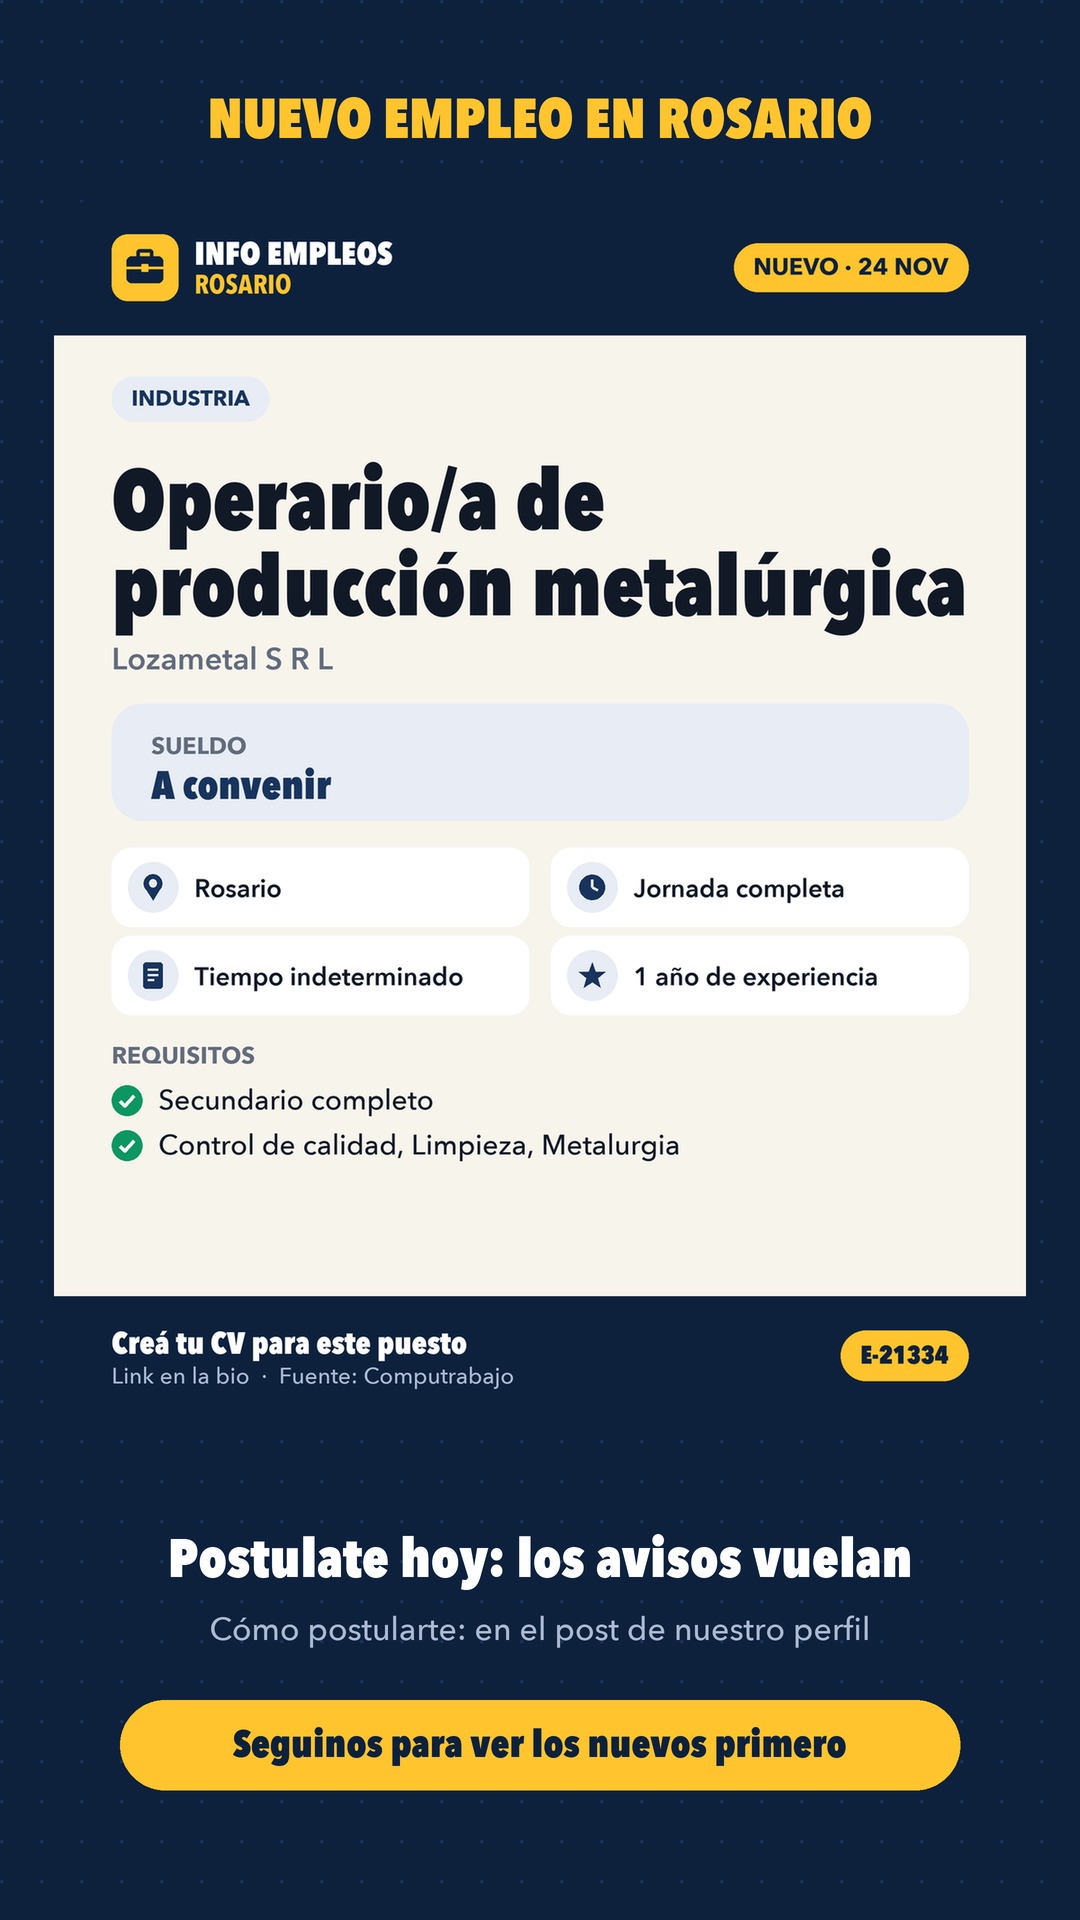 NUEVO EMPLEO EN ROSARIO
INFO EMPLEOS
ROSARIO
NUEVO · 24 NOV
INDUSTRIA
Operario/a de
producción metalúrgica
Lozametal S R L
SUELDO
A convenir
Rosario
Jornada completa
Tiempo indeterminado
1 año de experiencia
REQUISITOS
Secundario completo
Control de calidad, Limpieza, Metalurgia
Creá tu CV para este puesto
Link en la bio · Fuente: Computrabajo
E-21334
Postulate hoy: los avisos vuelan
Cómo postularte: en el post de nuestro perfil
Seguinos para ver los nuevos primero